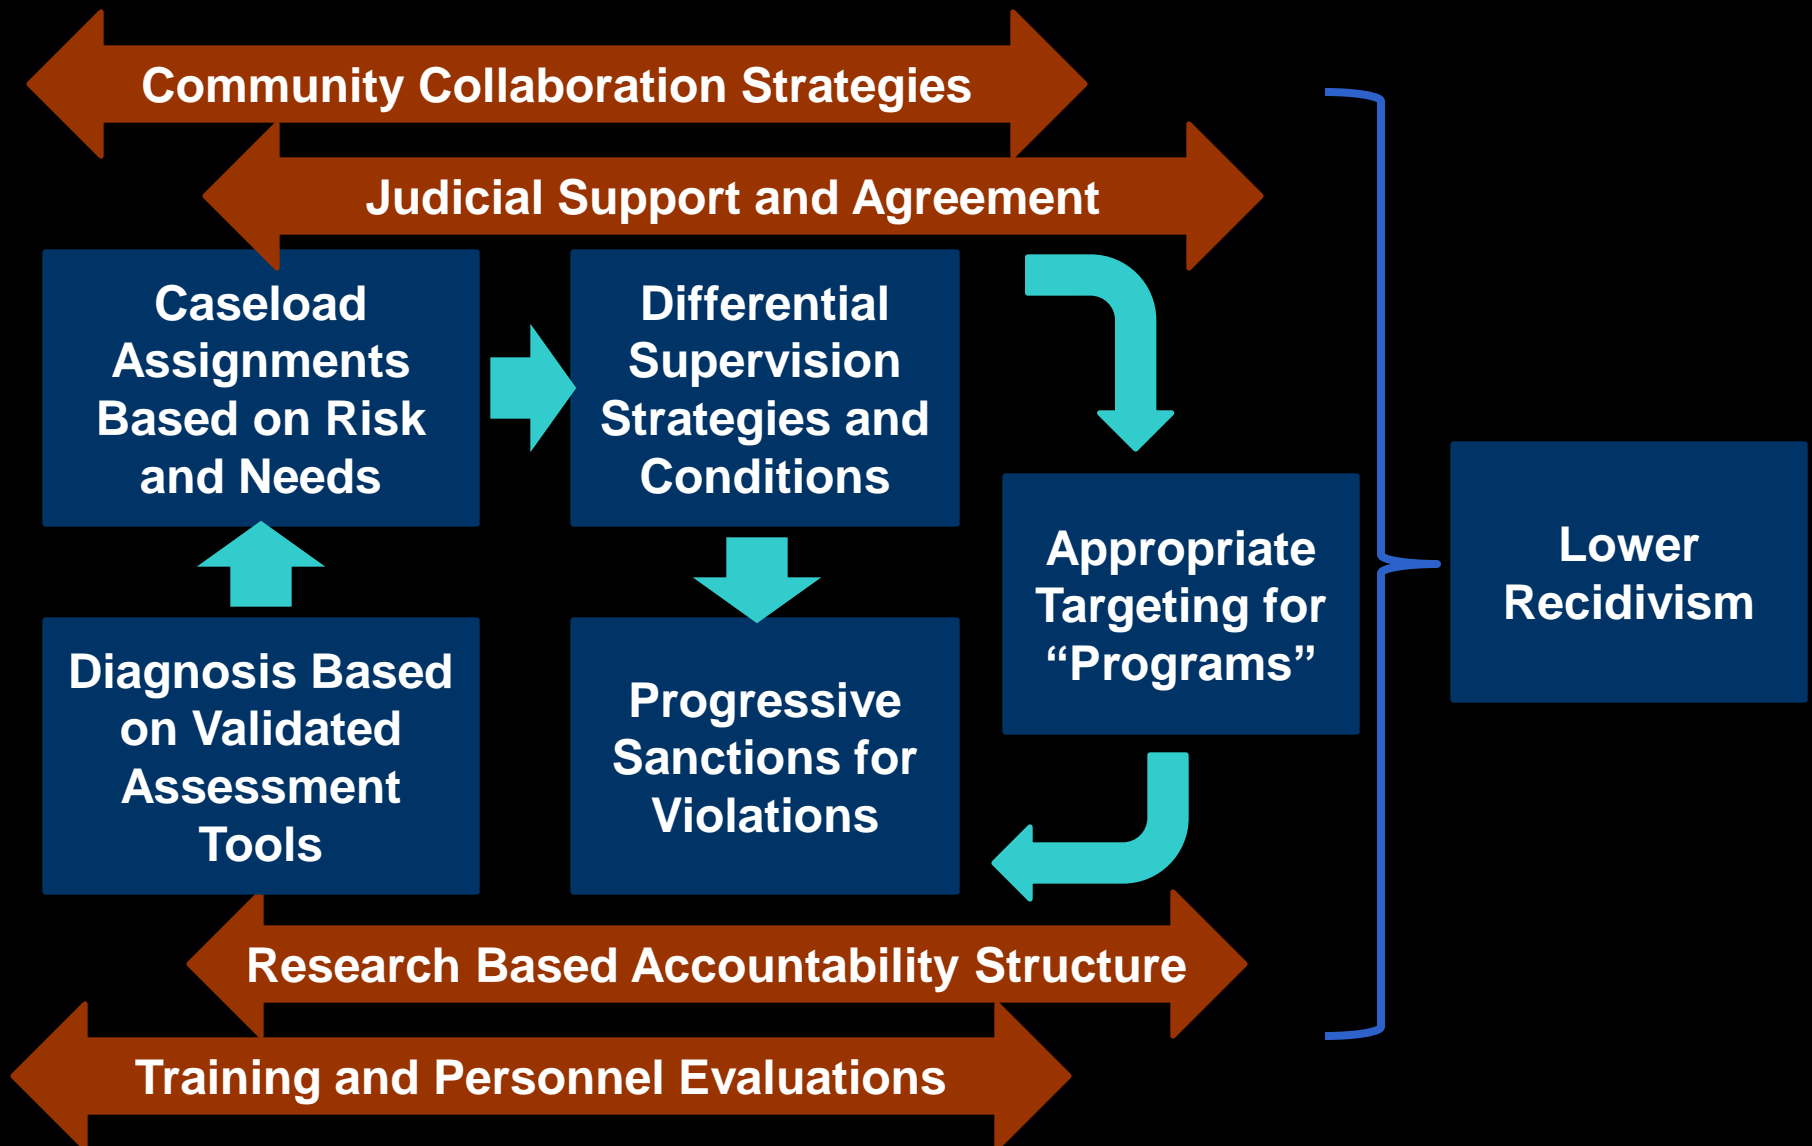 Community Collaboration Strategies
Judicial Support and Agreement
Caseload
Assignments
Based on Risk
and Needs
Differential
Supervision
Strategies and
Conditions
Appropriate
Targeting for
“Programs”
Lower
Recidivism
Diagnosis Based
on Validated
Assessment
Tools
Progressive
Sanctions for
Violations
Research Based Accountability Structure
Training and Personnel Evaluations